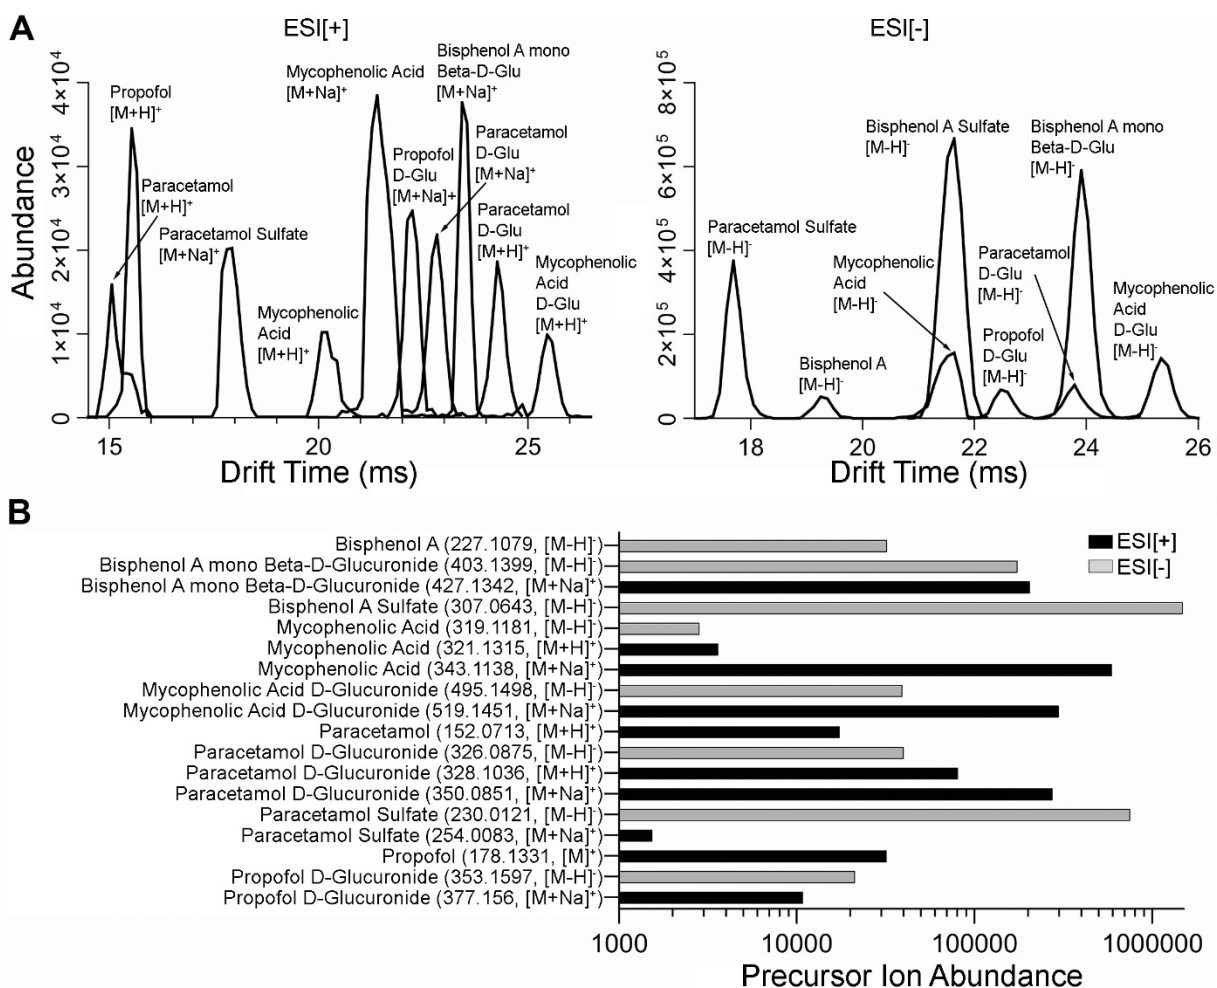 A
ESI[+]
ESI[-]
Abundance
4×10⁴
3×10⁴
2×10⁴
1×10⁴
0
Propofol
[M+H]⁺
Paracetamol
[M+H]⁺
Paracetamol Sulfate
[M+Na]⁺
Mycophenolic
Acid
[M+H]⁺
Mycophenolic Acid
[M+Na]⁺
Propofol
D-Glu
[M+Na]+
Bisphenol A mono
Beta-D-Glu
[M+Na]⁺
Paracetamol
D-Glu
[M+Na]⁺
Paracetamol
D-Glu
[M+H]⁺
Mycophenolic
Acid
D-Glu
[M+H]⁺
15 20 25
Drift Time (ms)
8×10⁵
6×10⁵
4×10⁵
2×10⁵
0
Paracetamol Sulfate
[M-H]⁻
Bisphenol A
[M-H]⁻
Mycophenolic
Acid
[M-H]⁻
Bisphenol A Sulfate
[M-H]⁻
Propofol
D-Glu
[M-H]⁻
Paracetamol
D-Glu
[M-H]⁻
Bisphenol A mono
Beta-D-Glu
[M-H]⁻
Mycophenolic
Acid
D-Glu
[M-H]⁻
18 20 22 24 26
Drift Time (ms)
B
Bisphenol A (227.1079, [M-H]⁻)
Bisphenol A mono Beta-D-Glucuronide (403.1399, [M-H]⁻)
Bisphenol A mono Beta-D-Glucuronide (427.1342, [M+Na]⁺)
Bisphenol A Sulfate (307.0643, [M-H]⁻)
Mycophenolic Acid (319.1181, [M-H]⁻)
Mycophenolic Acid (321.1315, [M+H]⁺)
Mycophenolic Acid (343.1138, [M+Na]⁺)
Mycophenolic Acid D-Glucuronide (495.1498, [M-H]⁻)
Mycophenolic Acid D-Glucuronide (519.1451, [M+Na]⁺)
Paracetamol (152.0713, [M+H]⁺)
Paracetamol D-Glucuronide (326.0875, [M-H]⁻)
Paracetamol D-Glucuronide (328.1036, [M+H]⁺)
Paracetamol D-Glucuronide (350.0851, [M+Na]⁺)
Paracetamol Sulfate (230.0121, [M-H]⁻)
Paracetamol Sulfate (254.0083, [M+Na]⁺)
Propofol (178.1331, [M]⁺)
Propofol D-Glucuronide (353.1597, [M-H]⁻)
Propofol D-Glucuronide (377.156, [M+Na]⁺)
ESI[+]
ESI[-]
1000 10000 100000 1000000
Precursor Ion Abundance